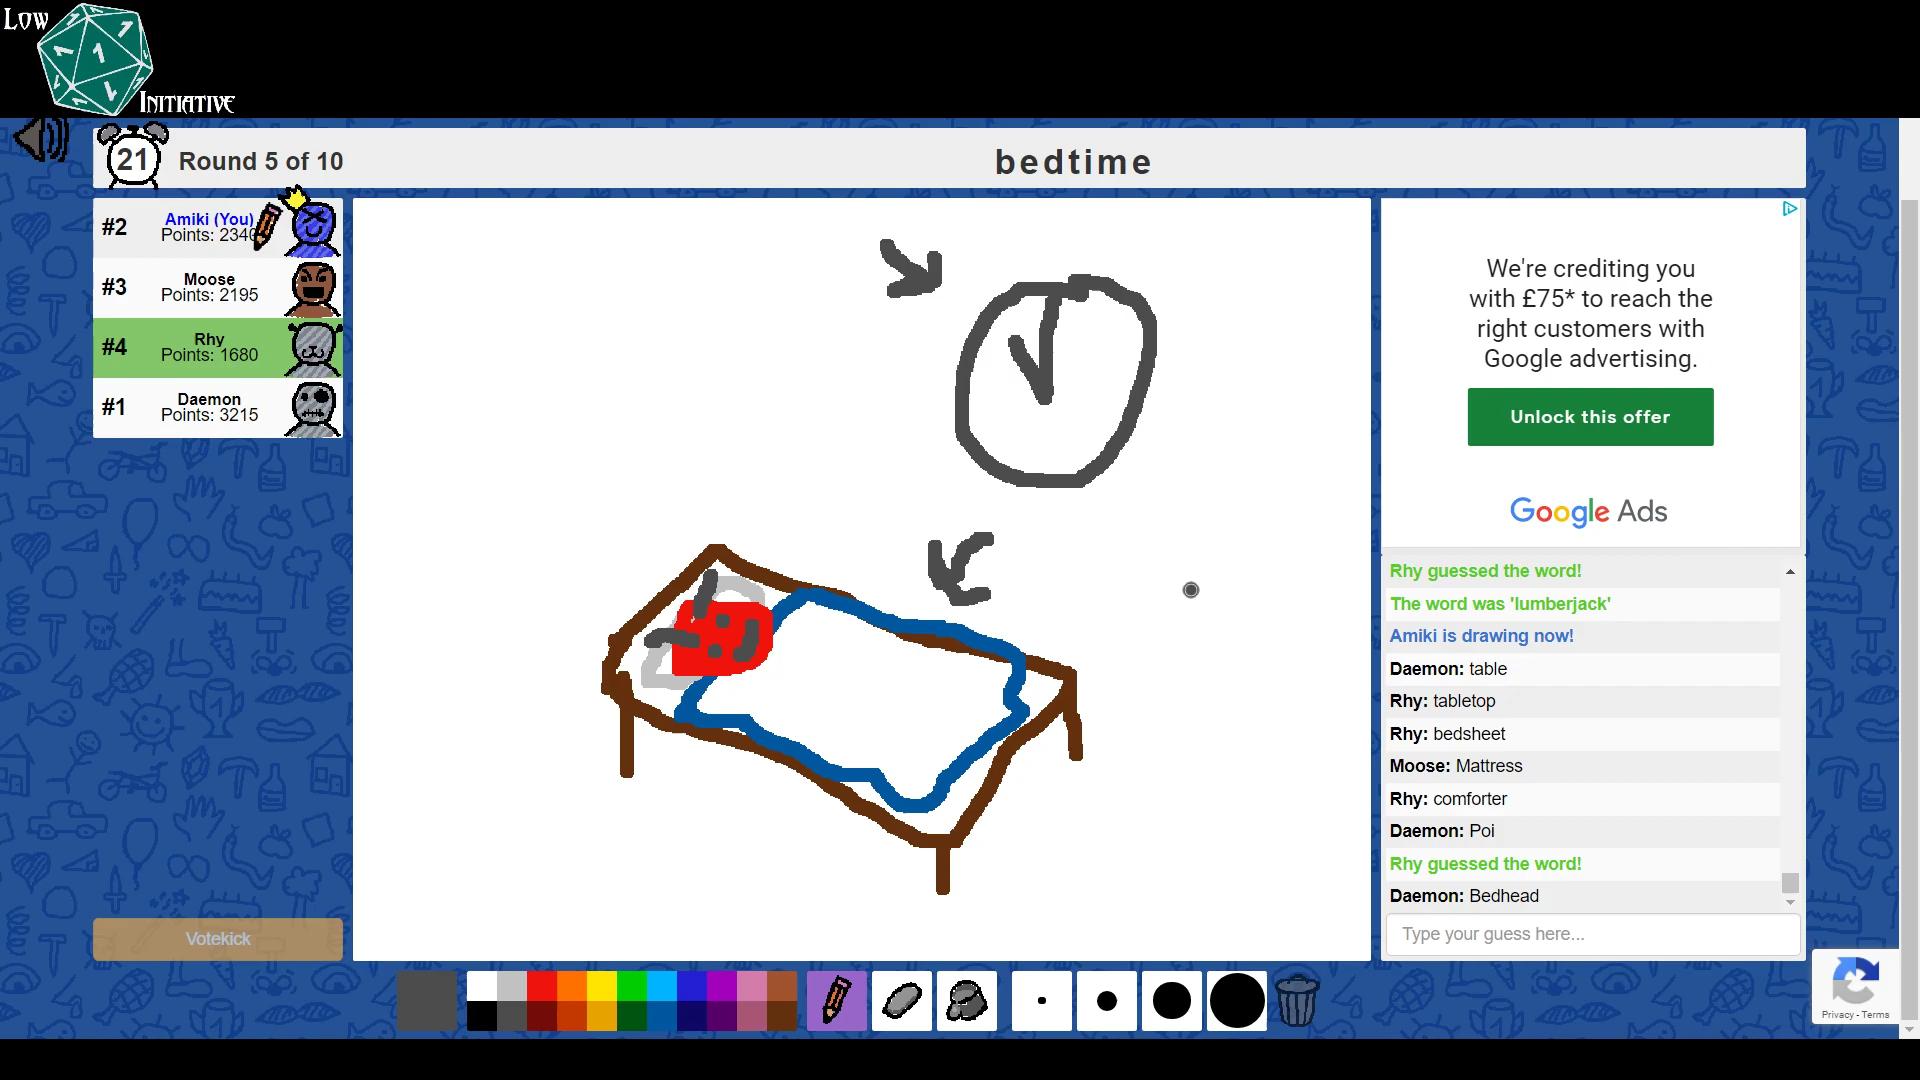 Low
INITIATIVE
21
Round 5 of 10
bedtime
#2
Amiki (You)
Points: 2340
#3
Moose
Points: 2195
#4
Rhy
Points: 1680
#1
Daemon
Points: 3215
Votekick
We're crediting you
with £75* to reach the
right customers with
Google advertising.
Unlock this offer
Google Ads
Rhy guessed the word!
The word was 'lumberjack'
Amiki is drawing now!
Daemon: table
Rhy: tabletop
Rhy: bedsheet
Moose: Mattress
Rhy: comforter
Daemon: Poi
Rhy guessed the word!
Daemon: Bedhead
Type your guess here...
Privacy - Terms